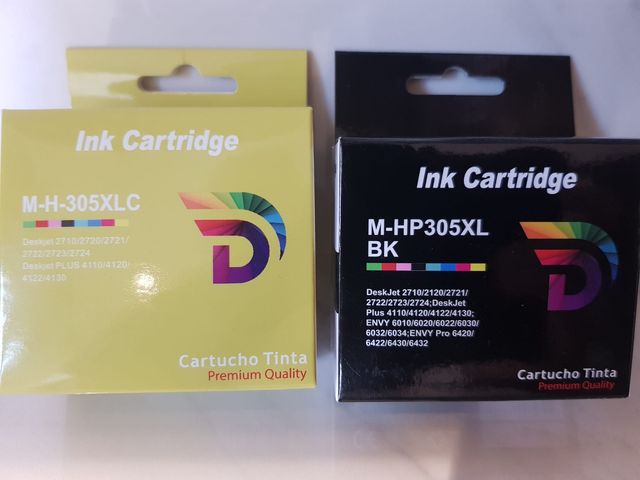 Ink Cartridge
M-H-305XLC
Deskjet 2710/2720/2721/
2722/2723/2724
Deskjet PLUS 4110/4120/
4122/4130
D
Cartucho Tinta
Premium Quality
Ink Cartridge
M-HP305XL
BK
DeskJet 2710/2120/2721/
2722/2723/2724;DeskJet
Plus 4110/4120/4122/4130;
ENVY 6010/6020/6022/6030/
6032/6034;ENVY Pro 6420/
6422/6430/6432
D
Cartucho Tinta
Premium Quality